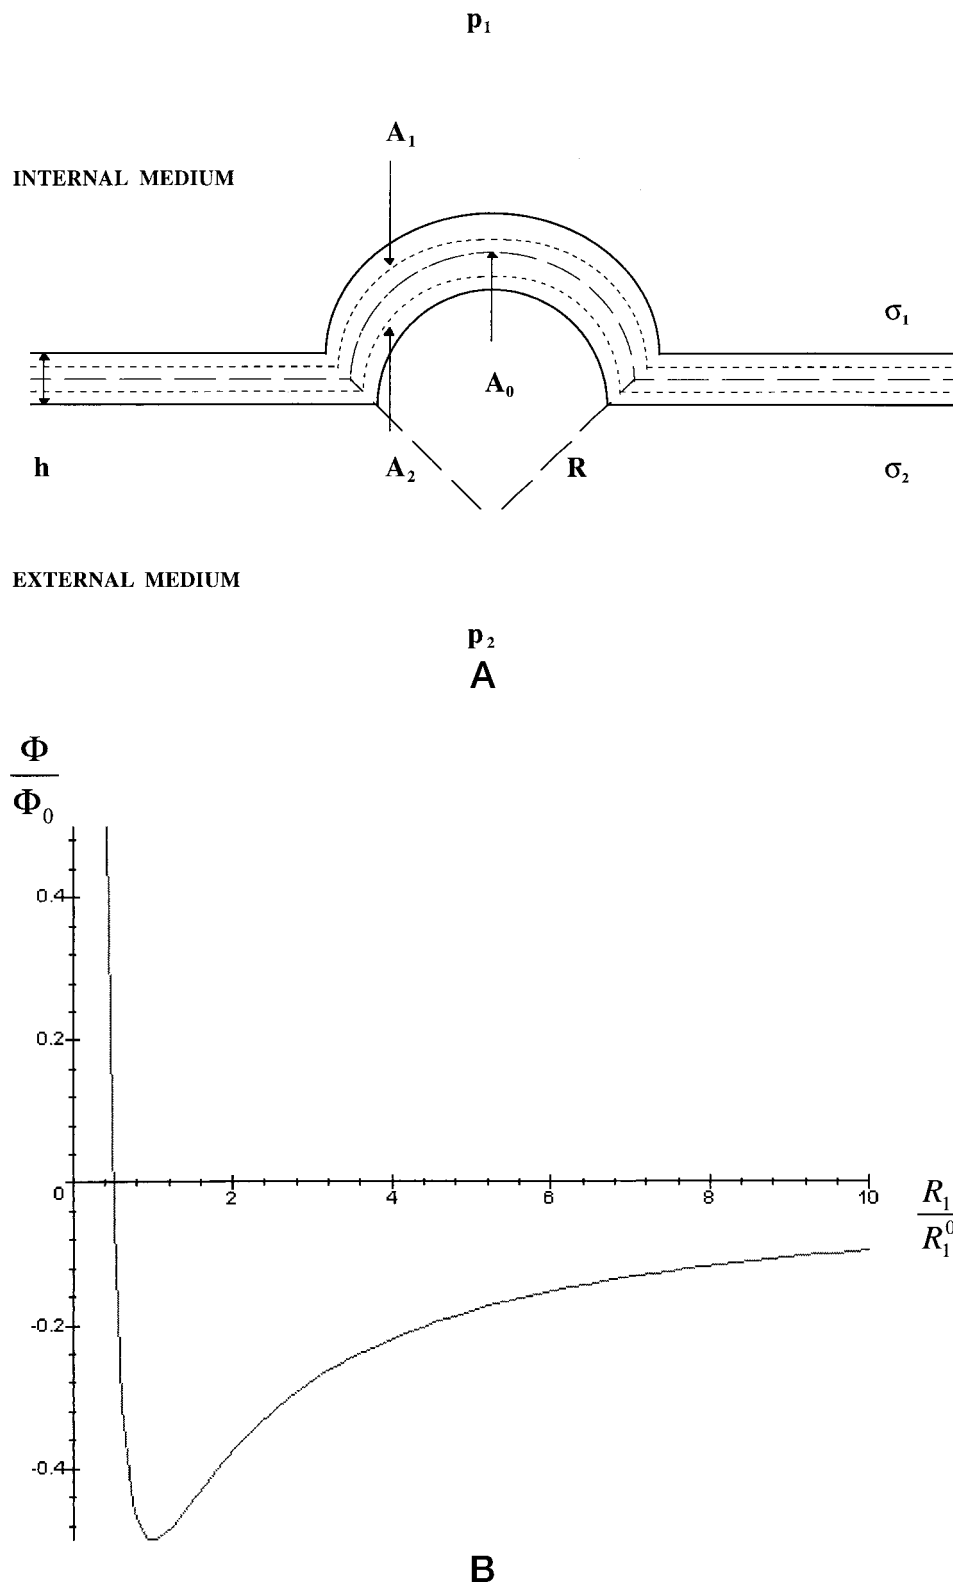 p₁
A₁
INTERNAL MEDIUM
σ₁
A₀
h
A₂
R
σ₂
EXTERNAL MEDIUM
p₂
A
Φ
Φ₀
0.4
0.2
0
2
4
6
8
10
R₁
R₁⁰
-0.2
-0.4
B